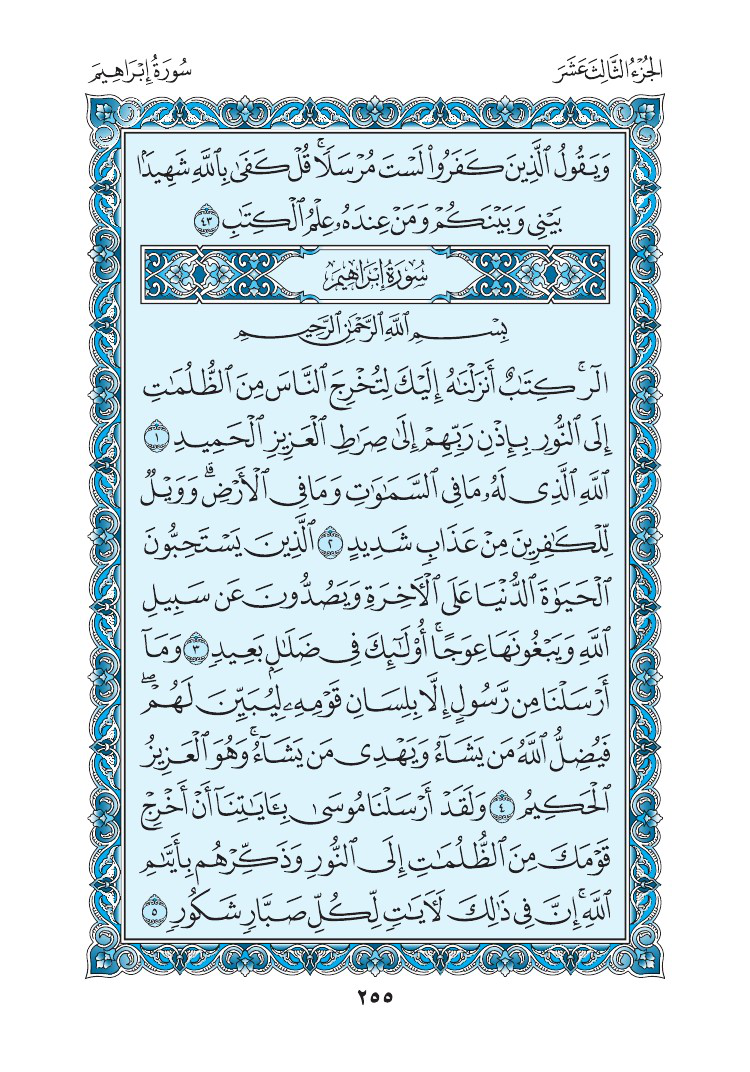 الجُزْءُ الثَّالِثَ عَشَرَ
سُورَةُ إِبْرَاهِيمَ
وَيَقُولُ ٱلَّذِينَ كَفَرُوا۟ لَسْتَ مُرْسَلًا ۚ قُلْ كَفَىٰ بِٱللَّهِ شَهِيدًۢا
بَيْنِى وَبَيْنَكُمْ وَمَنْ عِندَهُۥ عِلْمُ ٱلْكِتَٰبِ ٤٣
سُورَةُ إِبْرَاهِيمَ
بِسْمِ ٱللَّهِ ٱلرَّحْمَٰنِ ٱلرَّحِيمِ
الٓر ۚ كِتَٰبٌ أَنزَلْنَٰهُ إِلَيْكَ لِتُخْرِجَ ٱلنَّاسَ مِنَ ٱلظُّلُمَٰتِ
إِلَى ٱلنُّورِ بِإِذْنِ رَبِّهِمْ إِلَىٰ صِرَٰطِ ٱلْعَزِيزِ ٱلْحَمِيدِ ١
ٱللَّهِ ٱلَّذِى لَهُۥ مَا فِى ٱلسَّمَٰوَٰتِ وَمَا فِى ٱلْأَرْضِ ۗ وَوَيْلٌ
لِّلْكَٰفِرِينَ مِنْ عَذَابٍ شَدِيدٍ ٢ ٱلَّذِينَ يَسْتَحِبُّونَ
ٱلْحَيَوٰةَ ٱلدُّنْيَا عَلَى ٱلْءَاخِرَةِ وَيَصُدُّونَ عَن سَبِيلِ
ٱللَّهِ وَيَبْغُونَهَا عِوَجًا ۚ أُو۟لَٰٓئِكَ فِى ضَلَٰلٍۭ بَعِيدٍ ٣ وَمَآ
أَرْسَلْنَا مِن رَّسُولٍ إِلَّا بِلِسَانِ قَوْمِهِۦ لِيُبَيِّنَ لَهُمْ ۖ
فَيُضِلُّ ٱللَّهُ مَن يَشَآءُ وَيَهْدِى مَن يَشَآءُ ۚ وَهُوَ ٱلْعَزِيزُ
ٱلْحَكِيمُ ٤ وَلَقَدْ أَرْسَلْنَا مُوسَىٰ بِـَٔايَٰتِنَآ أَنْ أَخْرِجْ
قَوْمَكَ مِنَ ٱلظُّلُمَٰتِ إِلَى ٱلنُّورِ وَذَكِّرْهُم بِأَيَّىٰمِ
ٱللَّهِ ۚ إِنَّ فِى ذَٰلِكَ لَءَايَٰتٍ لِّكُلِّ صَبَّارٍ شَكُورٍ ٥
٢٥٥